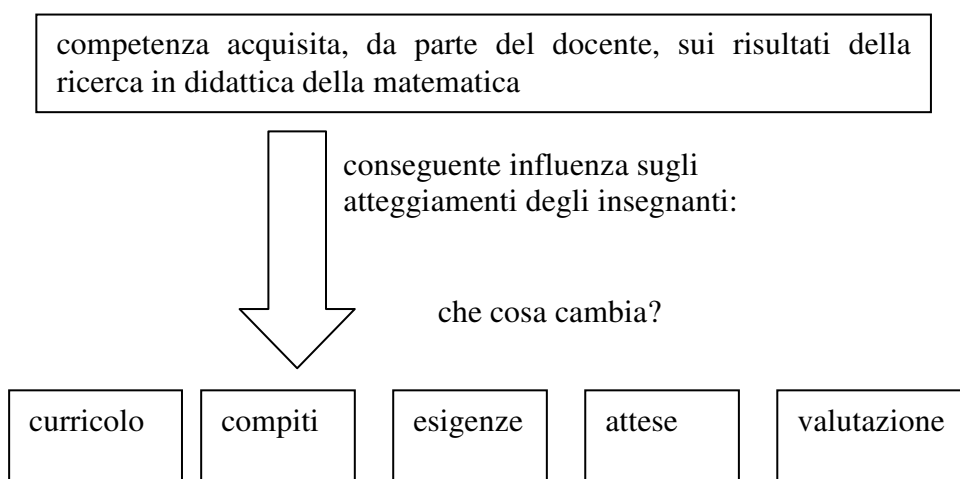 competenza acquisita, da parte del docente, sui risultati della
ricerca in didattica della matematica
conseguente influenza sugli
atteggiamenti degli insegnanti:
che cosa cambia?
curricolo compiti esigenze attese valutazione